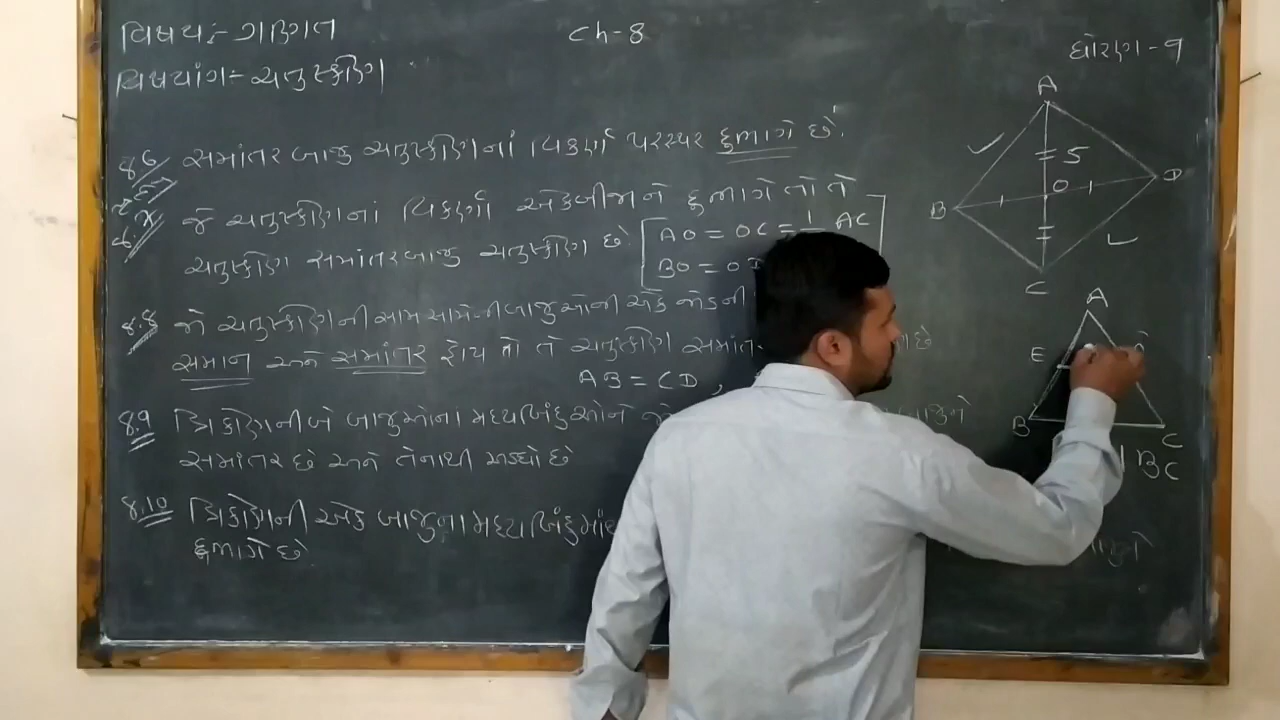 વિષય:- ગણિત
Ch-8
ધોરણ-9
વિષયાંગ:- ચતુષ્કોણ
8.6 સમાંતરબાજુ ચતુષ્કોણનાં વિકર્ણો પરસ્પર દુભાગે છે.
8.7 જો ચતુષ્કોણનાં વિકર્ણો એકબીજાને દુભાગે તો તે
ચતુષ્કોણ સમાંતરબાજુ ચતુષ્કોણ છે
AO = OC = 1 AC
BO = O
8.8 જો ચતુષ્કોણની સામસામેની બાજુઓની એક જોડની
સમાન અને સમાંતર હોય તો તે ચતુષ્કોણ છે
AB = CD ,
8.9 ત્રિકોણની બે બાજુઓના મધ્યબિંદુઓને બાજુને
સમાંતર છે અને તેનાથી અડધો છે
8.10 ત્રિકોણની એક બાજુના મધ્યબિંદુમાં
દુભાગે છે
A
5
O
B
D
C
A
E
B
C
BC